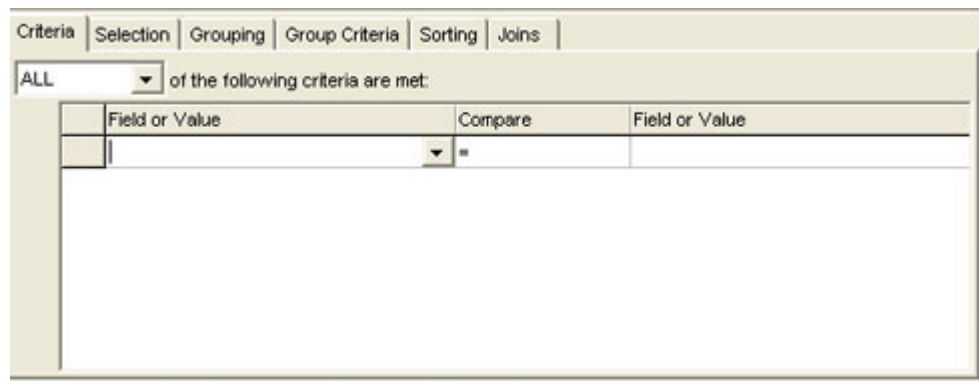 Criteria Selection Grouping Group Criteria Sorting Joins
ALL of the following criteria are met:
Field or Value Compare Field or Value
=